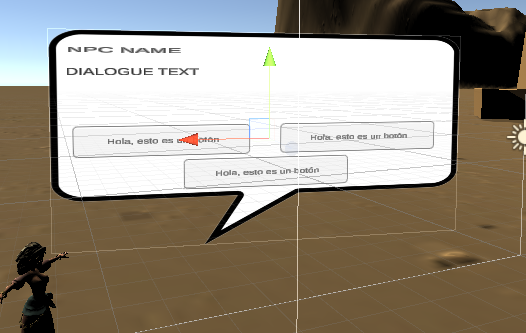 NPC NAME
DIALOGUE TEXT
Hola, esto es un botón
Hola, esto es un botón
Hola, esto es un botón